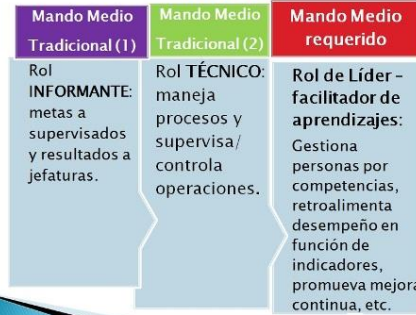 Mando Medio
Tradicional (1)
Rol
INFORMANTE:
metas a
supervisados
y resultados a
jefaturas.
Mando Medio
Tradicional (2)
Rol TÉCNICO:
maneja
procesos y
supervisa/
controla
operaciones.
Mando Medio
requerido
Rol de Líder –
facilitador de
aprendizajes:
Gestiona
personas por
competencias,
retroalimenta
desempeño en
función de
indicadores,
promueva mejora
continua, etc.